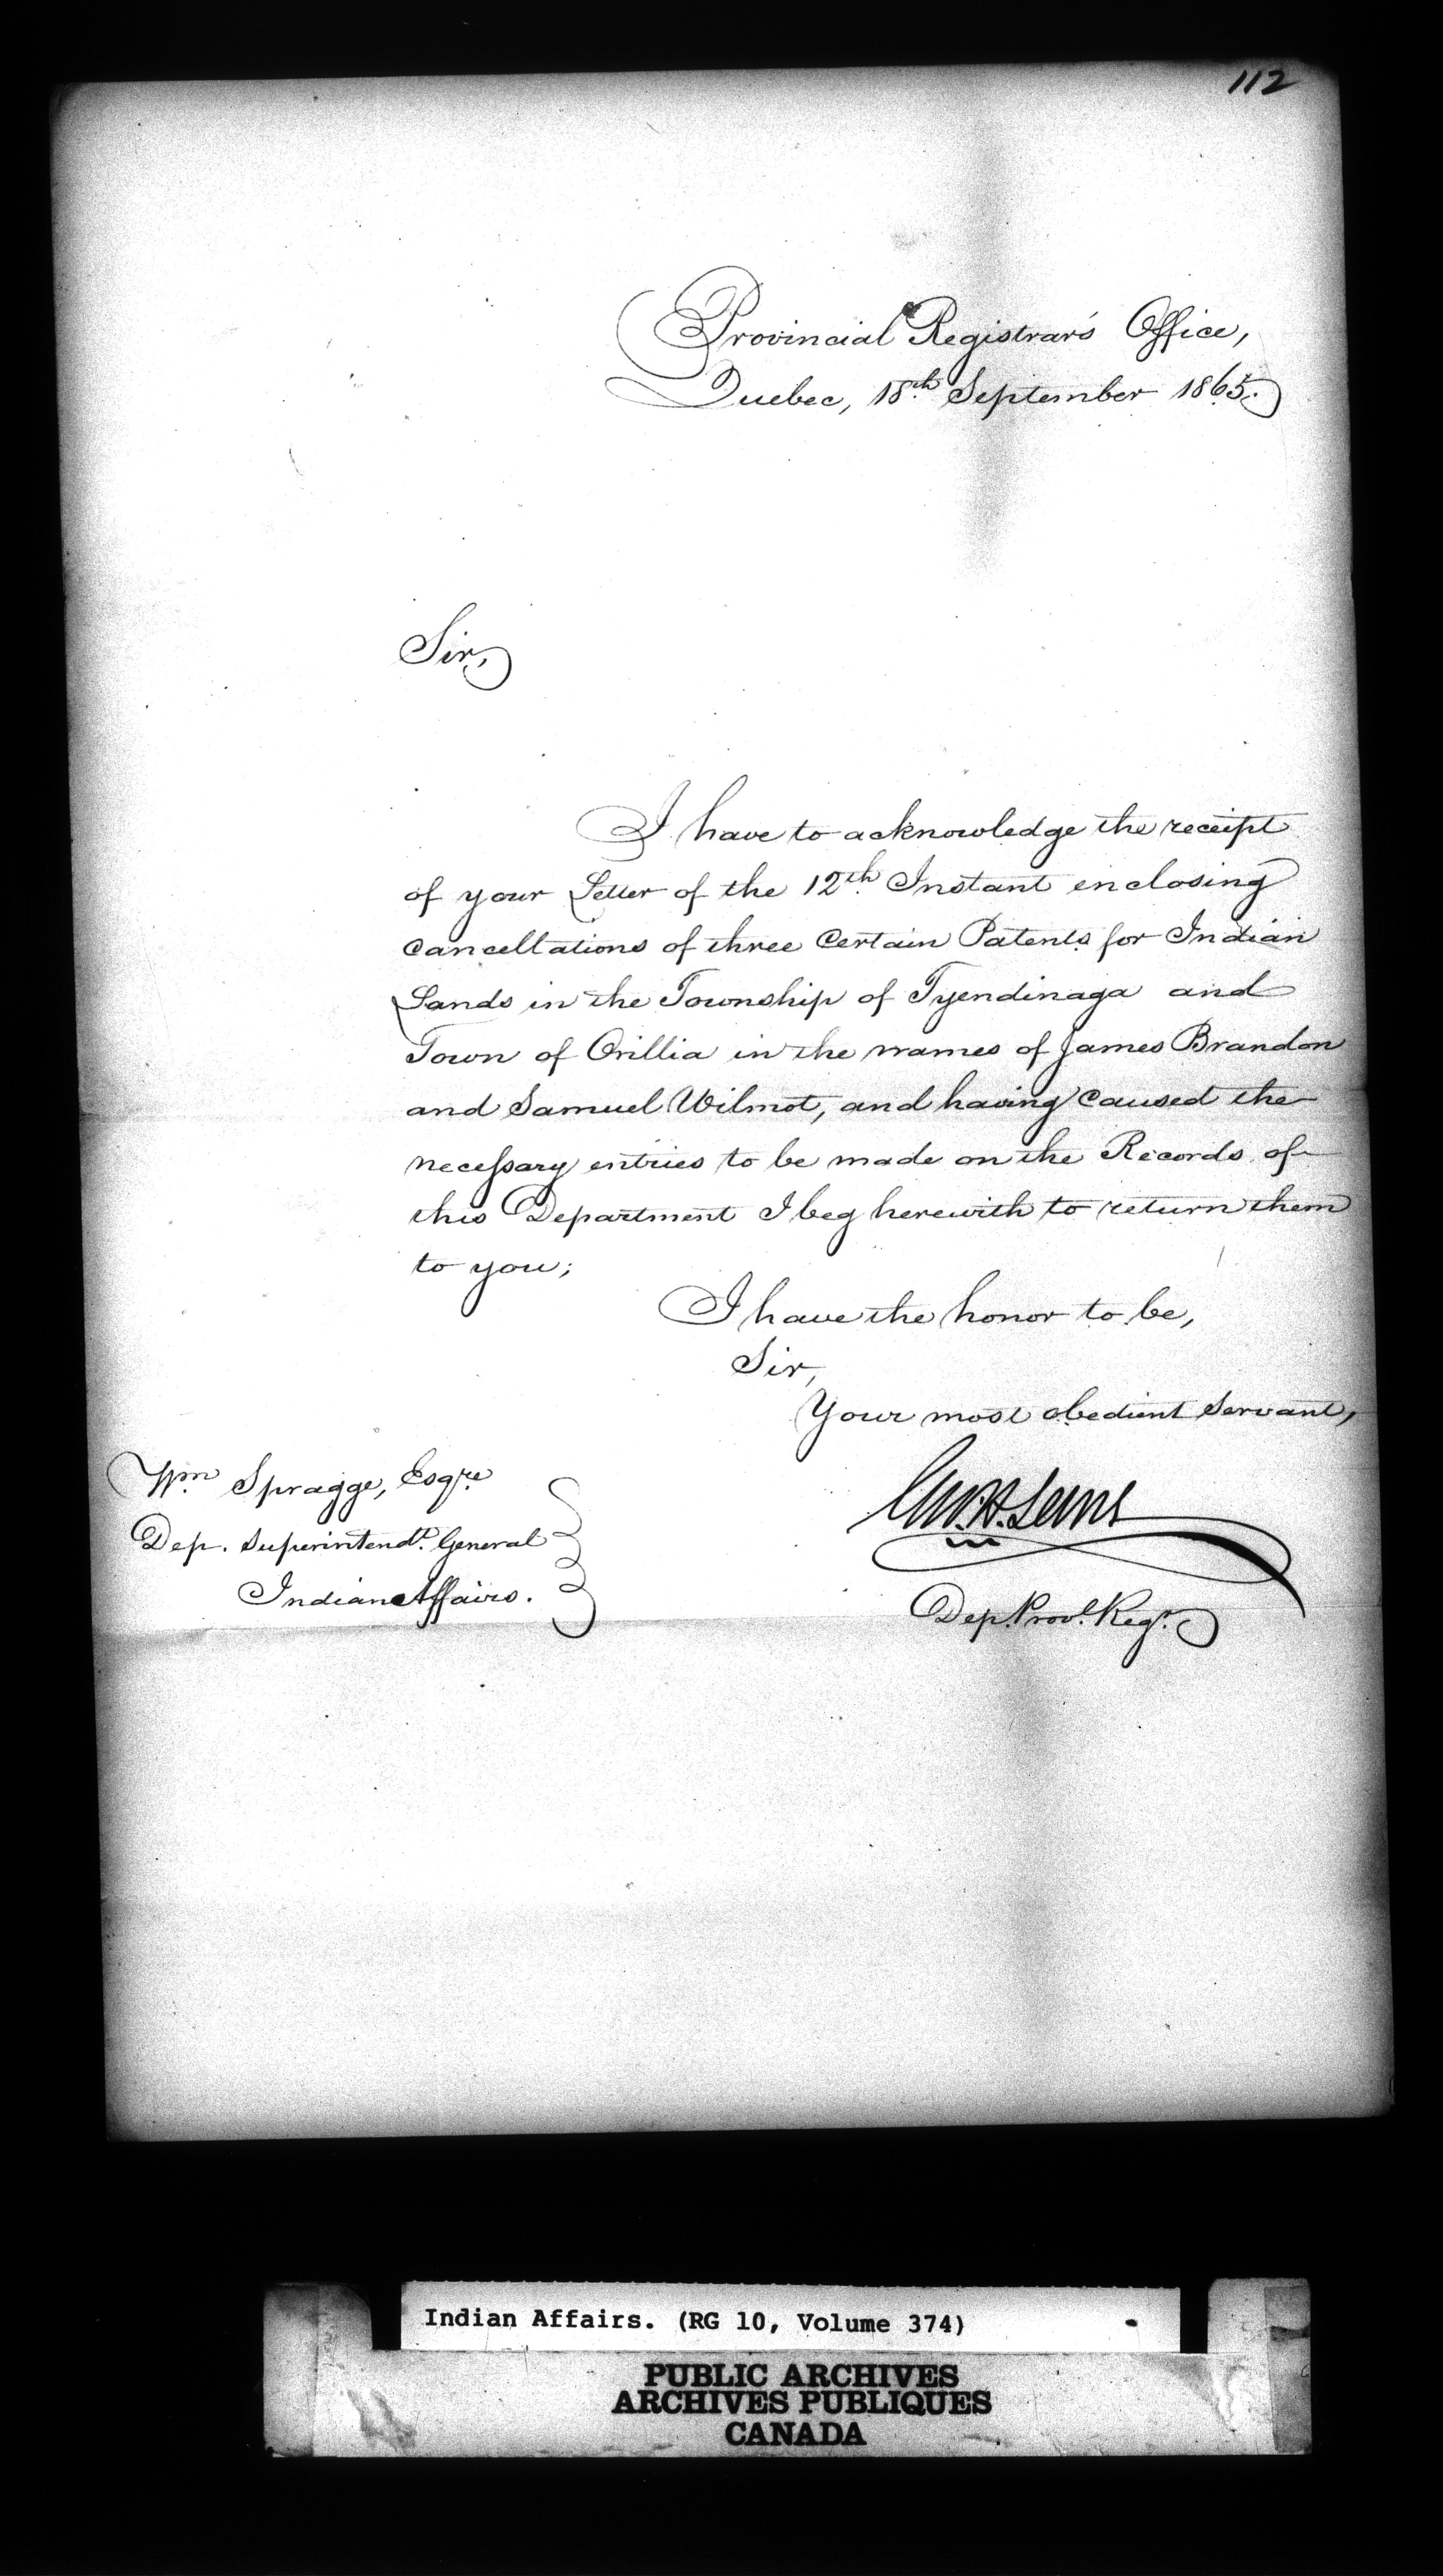 112
Provincial Registrar's Office,
Quebec, 18th September 1865.
Sir,
I have to acknowledge the receipt
of your Letter of the 12th Instant enclosing
Cancellations of three Certain Patents for Indian
Lands in the Township of Tyendinaga and
Town of Orillia in the names of James Brandon
and Samuel Wilmot, and having Caused the
necessary entries to be made on the Records of
this Department I beg herewith to return them
to you;
I have the honor to be,
Sir,
Your most obedient Servant,
Wm Spragge, Esqre
Dep. Superintendt. General
Indian Affairs.
Dep. Provl. Regr.
Indian Affairs. (RG 10, Volume 374)
PUBLIC ARCHIVES
ARCHIVES PUBLIQUES
CANADA